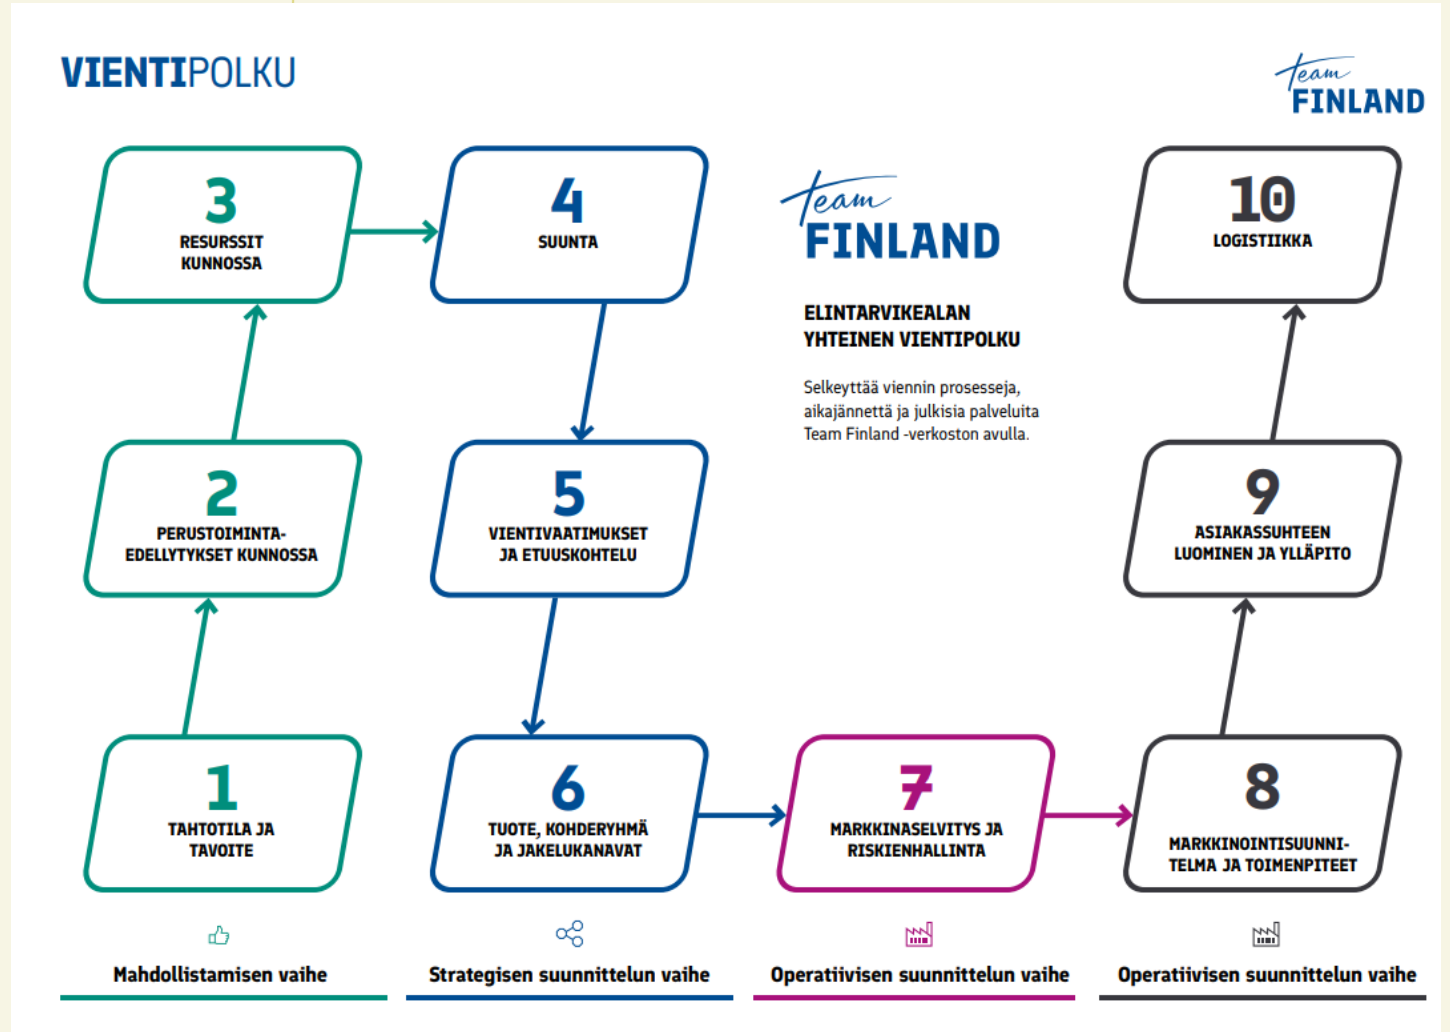 VIENTIPOLKU
team
FINLAND
3
RESURSSIT
KUNNOSSA
4
SUUNTA
team
FINLAND
ELINTARVIKEALAN
YHTEINEN VIENTIPOLKU
Selkeyttää viennin prosesseja,
aikajännettä ja julkisia palveluita
Team Finland -verkoston avulla.
10
LOGISTIIKKA
2
PERUSTOIMINTA-
EDELLYTYKSET KUNNOSSA
5
VIENTIVAATIMUKSET
JA ETUUSKOHTELU
9
ASIAKASSUHTEEN
LUOMINEN JA YLLÄPITO
1
TAHTOTILA JA
TAVOITE
6
TUOTE, KOHDERYHMÄ
JA JAKELUKANAVAT
7
MARKKINASELVITYS JA
RISKIENHALLINTA
8
MARKKINOINTISUUNNI-
TELMA JA TOIMENPITEET
Mahdollistamisen vaihe
Strategisen suunnittelun vaihe
Operatiivisen suunnittelun vaihe
Operatiivisen suunnittelun vaihe